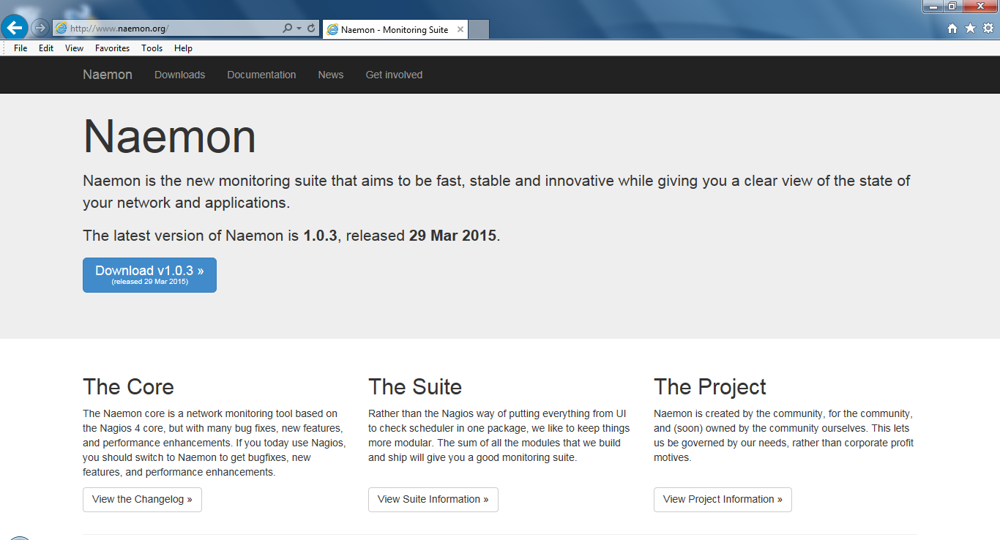 http://www.naemon.org/
Naemon - Monitoring Suite
File Edit View Favorites Tools Help
Naemon Downloads Documentation News Get involved
Naemon
Naemon is the new monitoring suite that aims to be fast, stable and innovative while giving you a clear view of the state of
your network and applications.
The latest version of Naemon is 1.0.3, released 29 Mar 2015.
Download v1.0.3 »
(released 29 Mar 2015)
The Core
The Naemon core is a network monitoring tool based on
the Nagios 4 core, but with many bug fixes, new features,
and performance enhancements. If you today use Nagios,
you should switch to Naemon to get bugfixes, new
features, and performance enhancements.
View the Changelog »
The Suite
Rather than the Nagios way of putting everything from UI
to check scheduler in one package, we like to keep things
more modular. The sum of all the modules that we build
and ship will give you a good monitoring suite.
View Suite Information »
The Project
Naemon is created by the community, for the community,
and (soon) owned by the community ourselves. This lets
us be governed by our needs, rather than corporate profit
motives.
View Project Information »